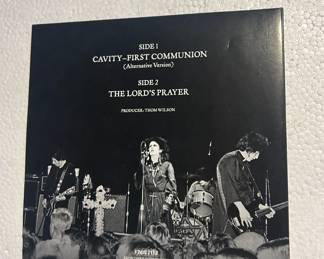 SIDE 1
CAVITY–FIRST COMMUNION
(Alternative Version)
SIDE 2
THE LORD'S PRAYER
PRODUCER: THOM WILSON